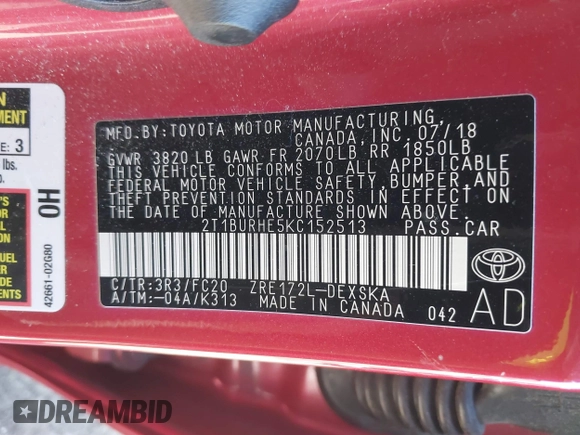 MFD. BY: TOYOTA MOTOR MANUFACTURING,
CANADA, INC. 07/18
GVWR 3820 LB GAWR FR 2070LB RR 1850LB
THIS VEHICLE CONFORMS TO ALL APPLICABLE
FEDERAL MOTOR VEHICLE SAFETY, BUMPER, AND
THEFT PREVENTION STANDARDS IN EFFECT ON
THE DATE OF MANUFACTURE SHOWN ABOVE.
2T1BURHE5KC152513 PASS.CAR
C/TR: 3R3/FC20 ZRE172L-DEXSKA
A/TM: -04A/K313 MADE IN CANADA 042
TOYOTA
AD
E: 3
lbs.
OH
42661-02G80
DREAMBID